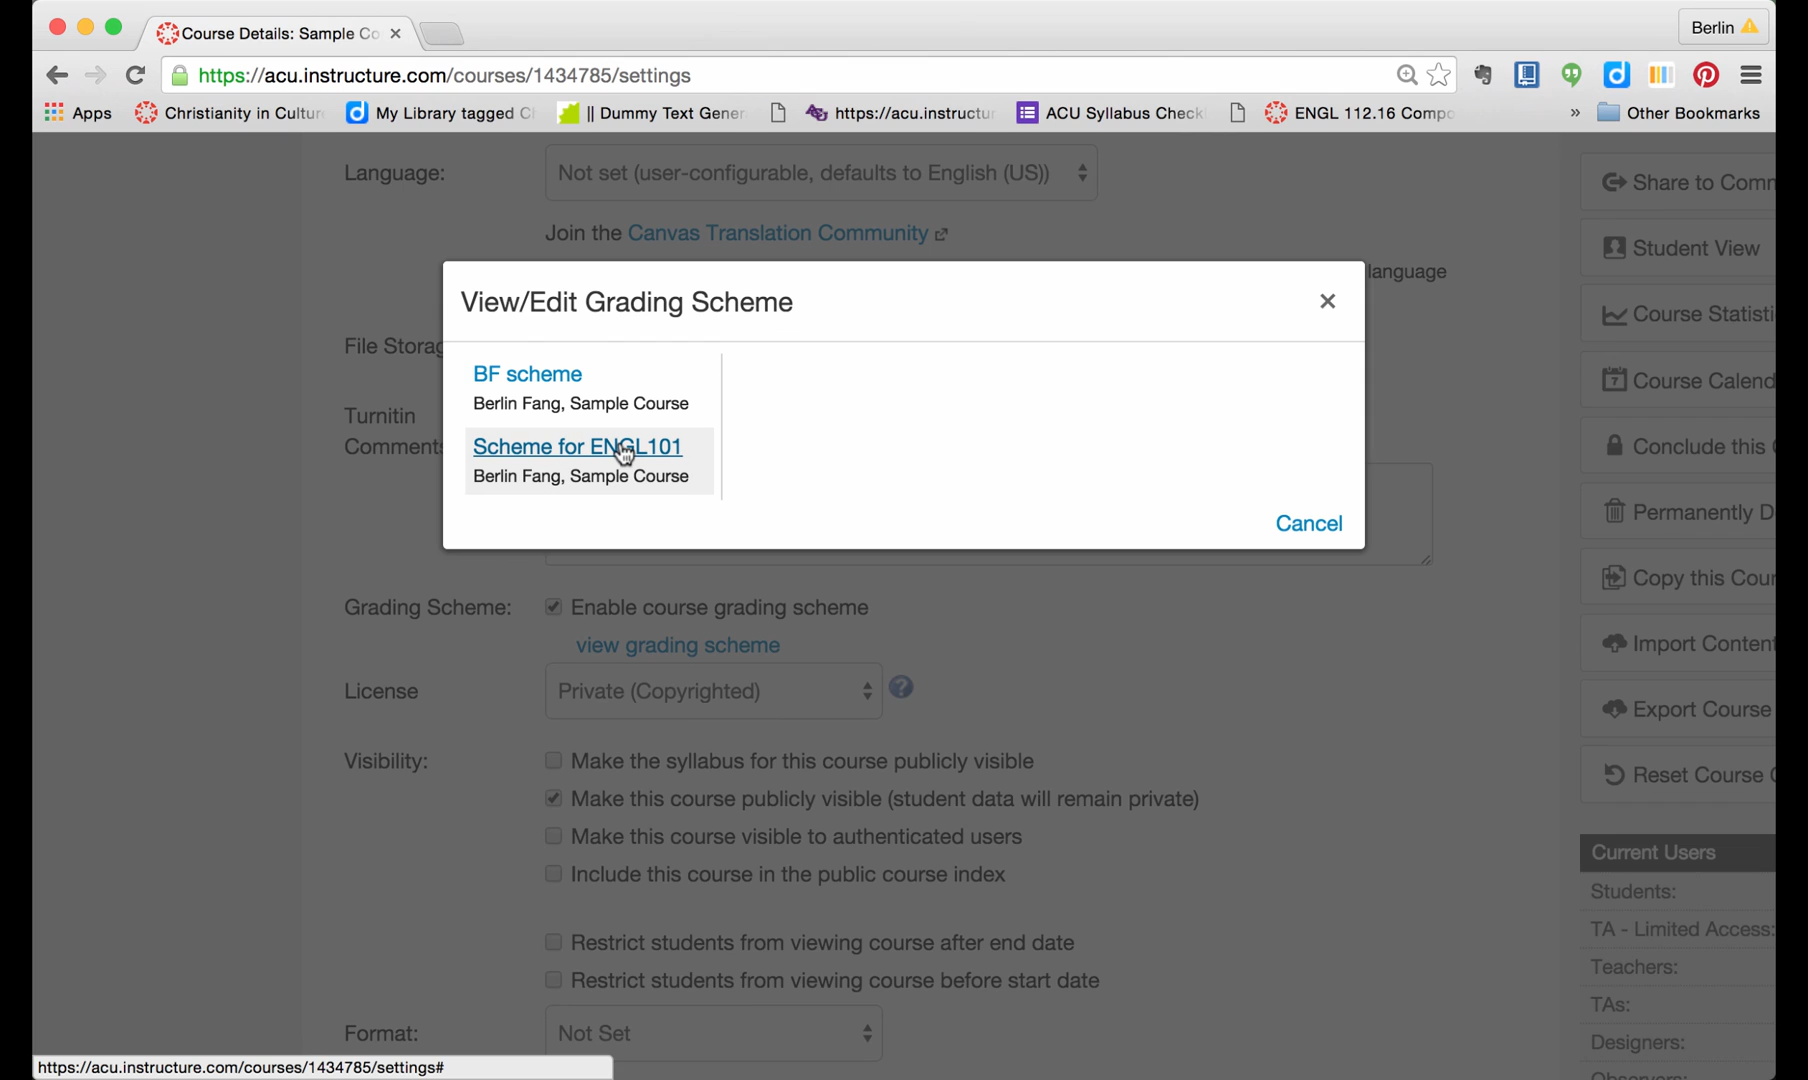 Course Details: Sample Co
Berlin
https://acu.instructure.com/courses/1434785/settings
Apps
Christianity in Cultur
My Library tagged C
|| Dummy Text Gener
https://acu.instructur
ACU Syllabus Check
ENGL 112.16 Compo
»
Other Bookmarks
Language:
Not set (user-configurable, defaults to English (US))
Join the Canvas Translation Community
language
View/Edit Grading Scheme
BF scheme
Berlin Fang, Sample Course
Scheme for ENGL101
Berlin Fang, Sample Course
Cancel
File Storag
Turnitin
Comments
Grading Scheme:
Enable course grading scheme
view grading scheme
License
Private (Copyrighted)
?
Visibility:
Make the syllabus for this course publicly visible
Make this course publicly visible (student data will remain private)
Make this course visible to authenticated users
Include this course in the public course index
Restrict students from viewing course after end date
Restrict students from viewing course before start date
Format:
Not Set
Share to Comm
Student View
Course Statisti
7
Course Calend
Conclude this
Permanently D
Copy this Cour
Import Content
Export Course
Reset Course C
Current Users
Students:
TA - Limited Access:
Teachers:
TAs:
Designers:
https://acu.instructure.com/courses/1434785/settings#